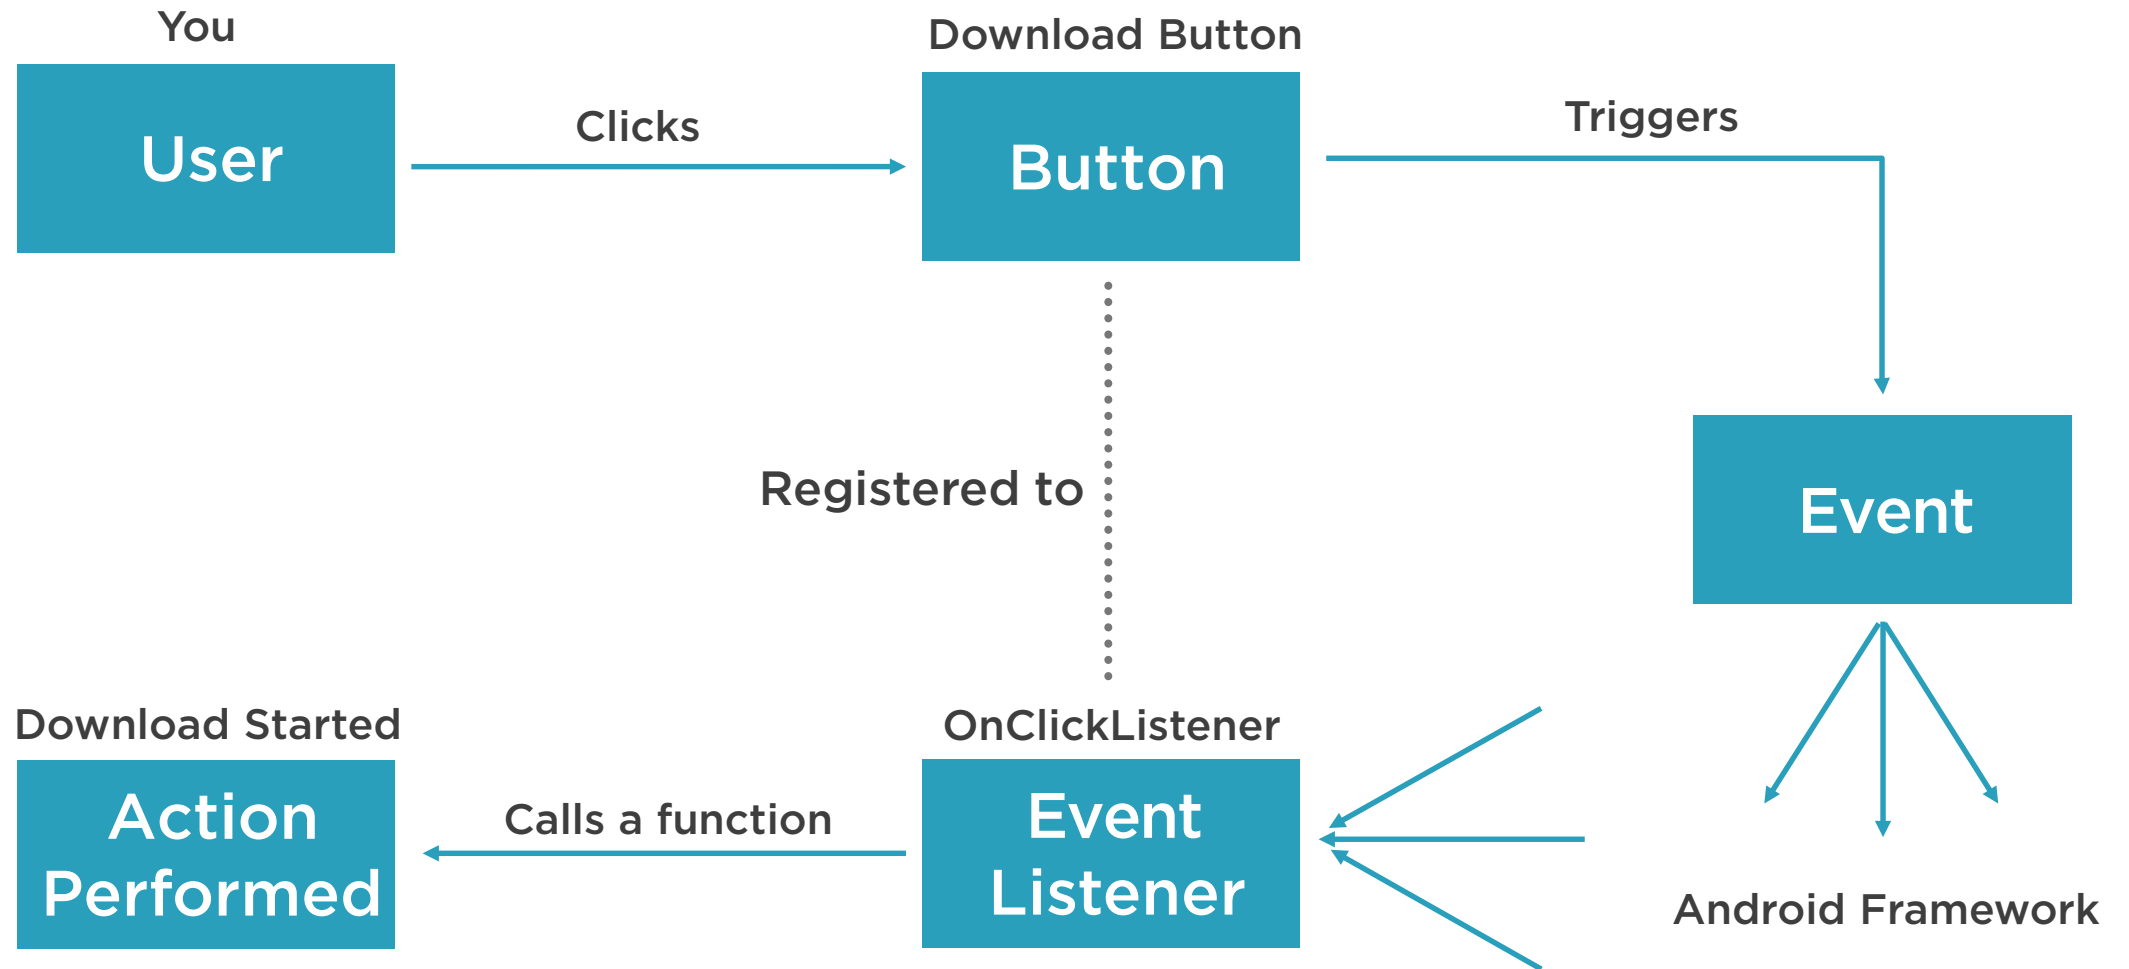 You
User
Clicks
Download Button
Button
Triggers
Registered to
Event
Download Started
Action
Performed
Calls a function
OnClickListener
Event
Listener
Android Framework